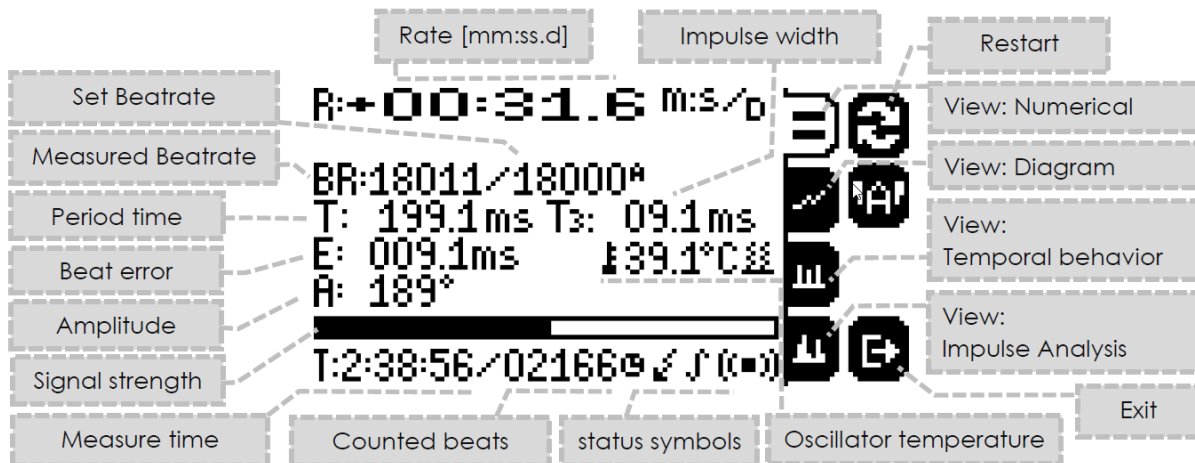 Rate [mm:ss.d]
Impulse width
Restart
Set Beatrate
R:+00:31.6 m:s/D
View: Numerical
Measured Beatrate
View: Diagram
BR:18011/18000A
Period time
T: 199.1ms T3: 09.1ms
A
View:
Temporal behavior
Beat error
E: 009.1ms
39.1°C
Amplitude
A: 189°
View:
Impulse Analysis
Signal strength
T:2:38:56/02166
Exit
Measure time
Counted beats
status symbols
Oscillator temperature